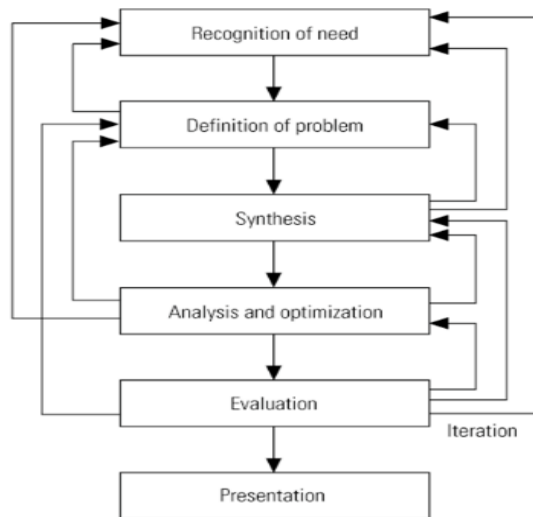 Recognition of need
Definition of problem
Synthesis
Analysis and optimization
Evaluation
Iteration
Presentation